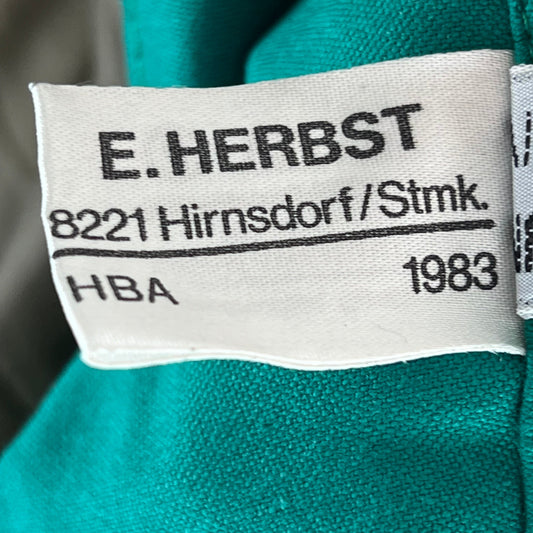 E. HERBST
8221 Hirnsdorf/Stmk.
HBA 1983